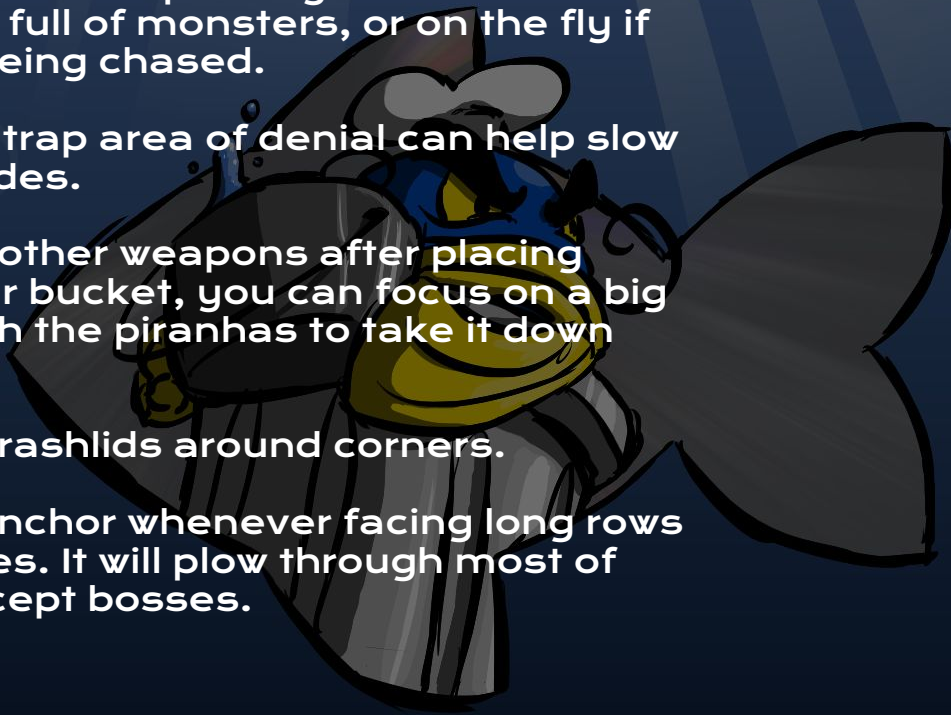 full of monsters, or on the fly if
eing chased.
trap area of denial can help slow
des.
other weapons after placing
r bucket, you can focus on a big
h the piranhas to take it down
rashlids around corners.
nchor whenever facing long rows
es. It will plow through most of
cept bosses.